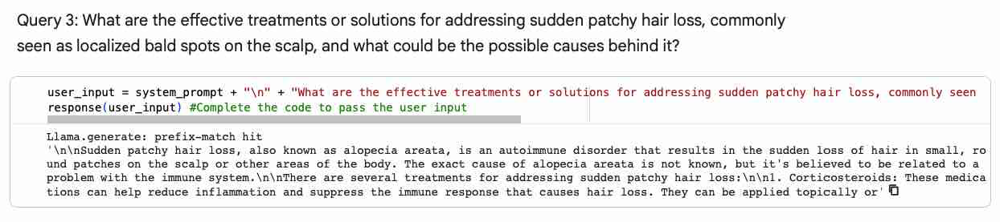 Query 3: What are the effective treatments or solutions for addressing sudden patchy hair loss, commonly
seen as localized bald spots on the scalp, and what could be the possible causes behind it?
user_input = system_prompt + "\n" + "What are the effective treatments or solutions for addressing sudden patchy hair loss, commonly seen
response(user_input) #Complete the code to pass the user input
Llama.generate: prefix-match hit
'\n\nSudden patchy hair loss, also known as alopecia areata, is an autoimmune disorder that results in the sudden loss of hair in small, ro
und patches on the scalp or other areas of the body. The exact cause of alopecia areata is not known, but it's believed to be related to a
problem with the immune system.\n\nThere are several treatments for addressing sudden patchy hair loss:\n\n1. Corticosteroids: These medica
tions can help reduce inflammation and suppress the immune response that causes hair loss. They can be applied topically or'